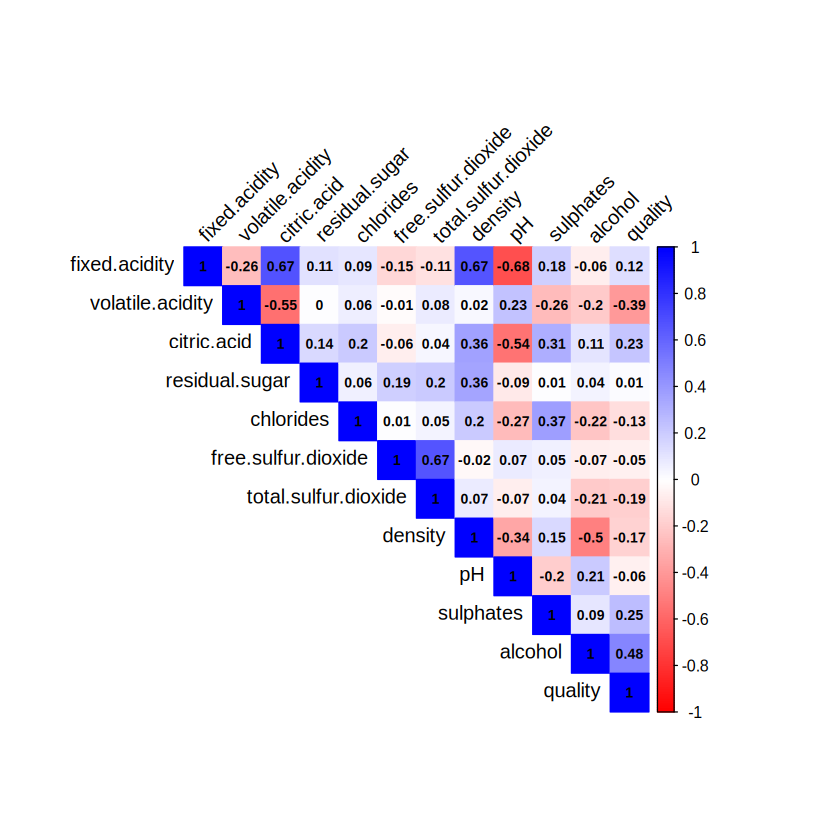 fixed.acidity
volatile.acidity
citric.acid
residual.sugar
chlorides
free.sulfur.dioxide
total.sulfur.dioxide
density
pH
sulphates
alcohol
quality
fixed.acidity 1 -0.26 0.67 0.11 0.09 -0.15 -0.11 0.67 -0.68 0.18 -0.06 0.12
volatile.acidity 1 -0.55 0 0.06 -0.01 0.08 0.02 0.23 -0.26 -0.2 -0.39
citric.acid 1 0.14 0.2 -0.06 0.04 0.36 -0.54 0.31 0.11 0.23
residual.sugar 1 0.06 0.19 0.2 0.36 -0.09 0.01 0.04 0.01
chlorides 1 0.01 0.05 0.2 -0.27 0.37 -0.22 -0.13
free.sulfur.dioxide 1 0.67 -0.02 0.07 0.05 -0.07 -0.05
total.sulfur.dioxide 1 0.07 -0.07 0.04 -0.21 -0.19
density 1 -0.34 0.15 -0.5 -0.17
pH 1 -0.2 0.21 -0.06
sulphates 1 0.09 0.25
alcohol 1 0.48
quality 1
1
0.8
0.6
0.4
0.2
0
-0.2
-0.4
-0.6
-0.8
-1